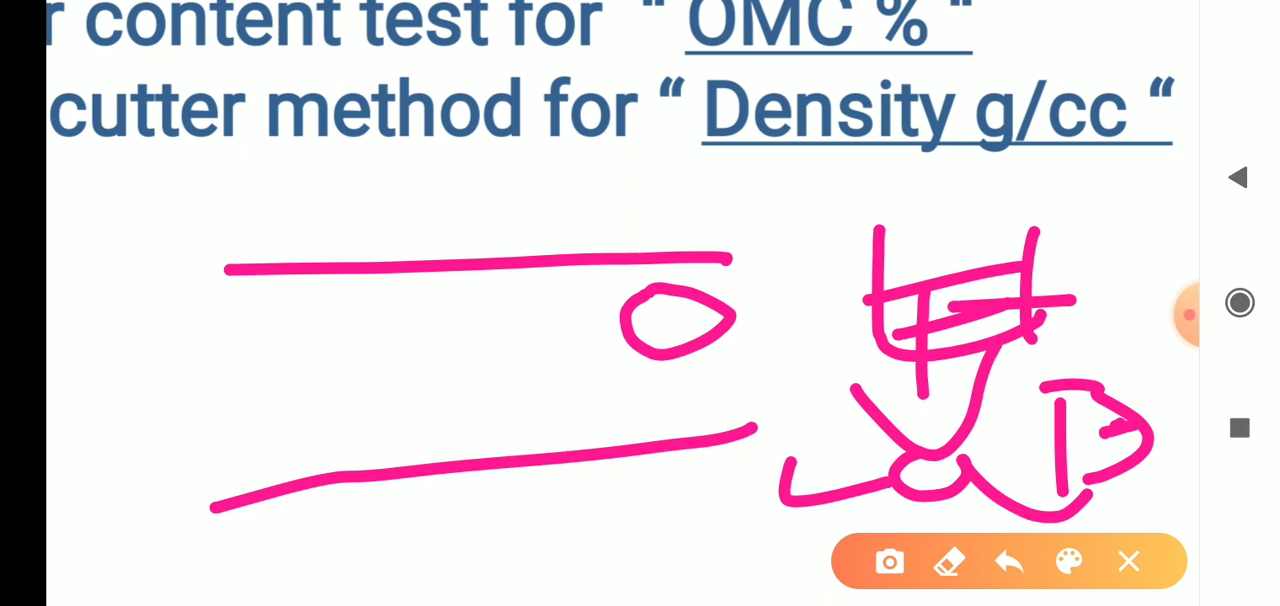 r content test for “ OMC % “
cutter method for “ Density g/cc “